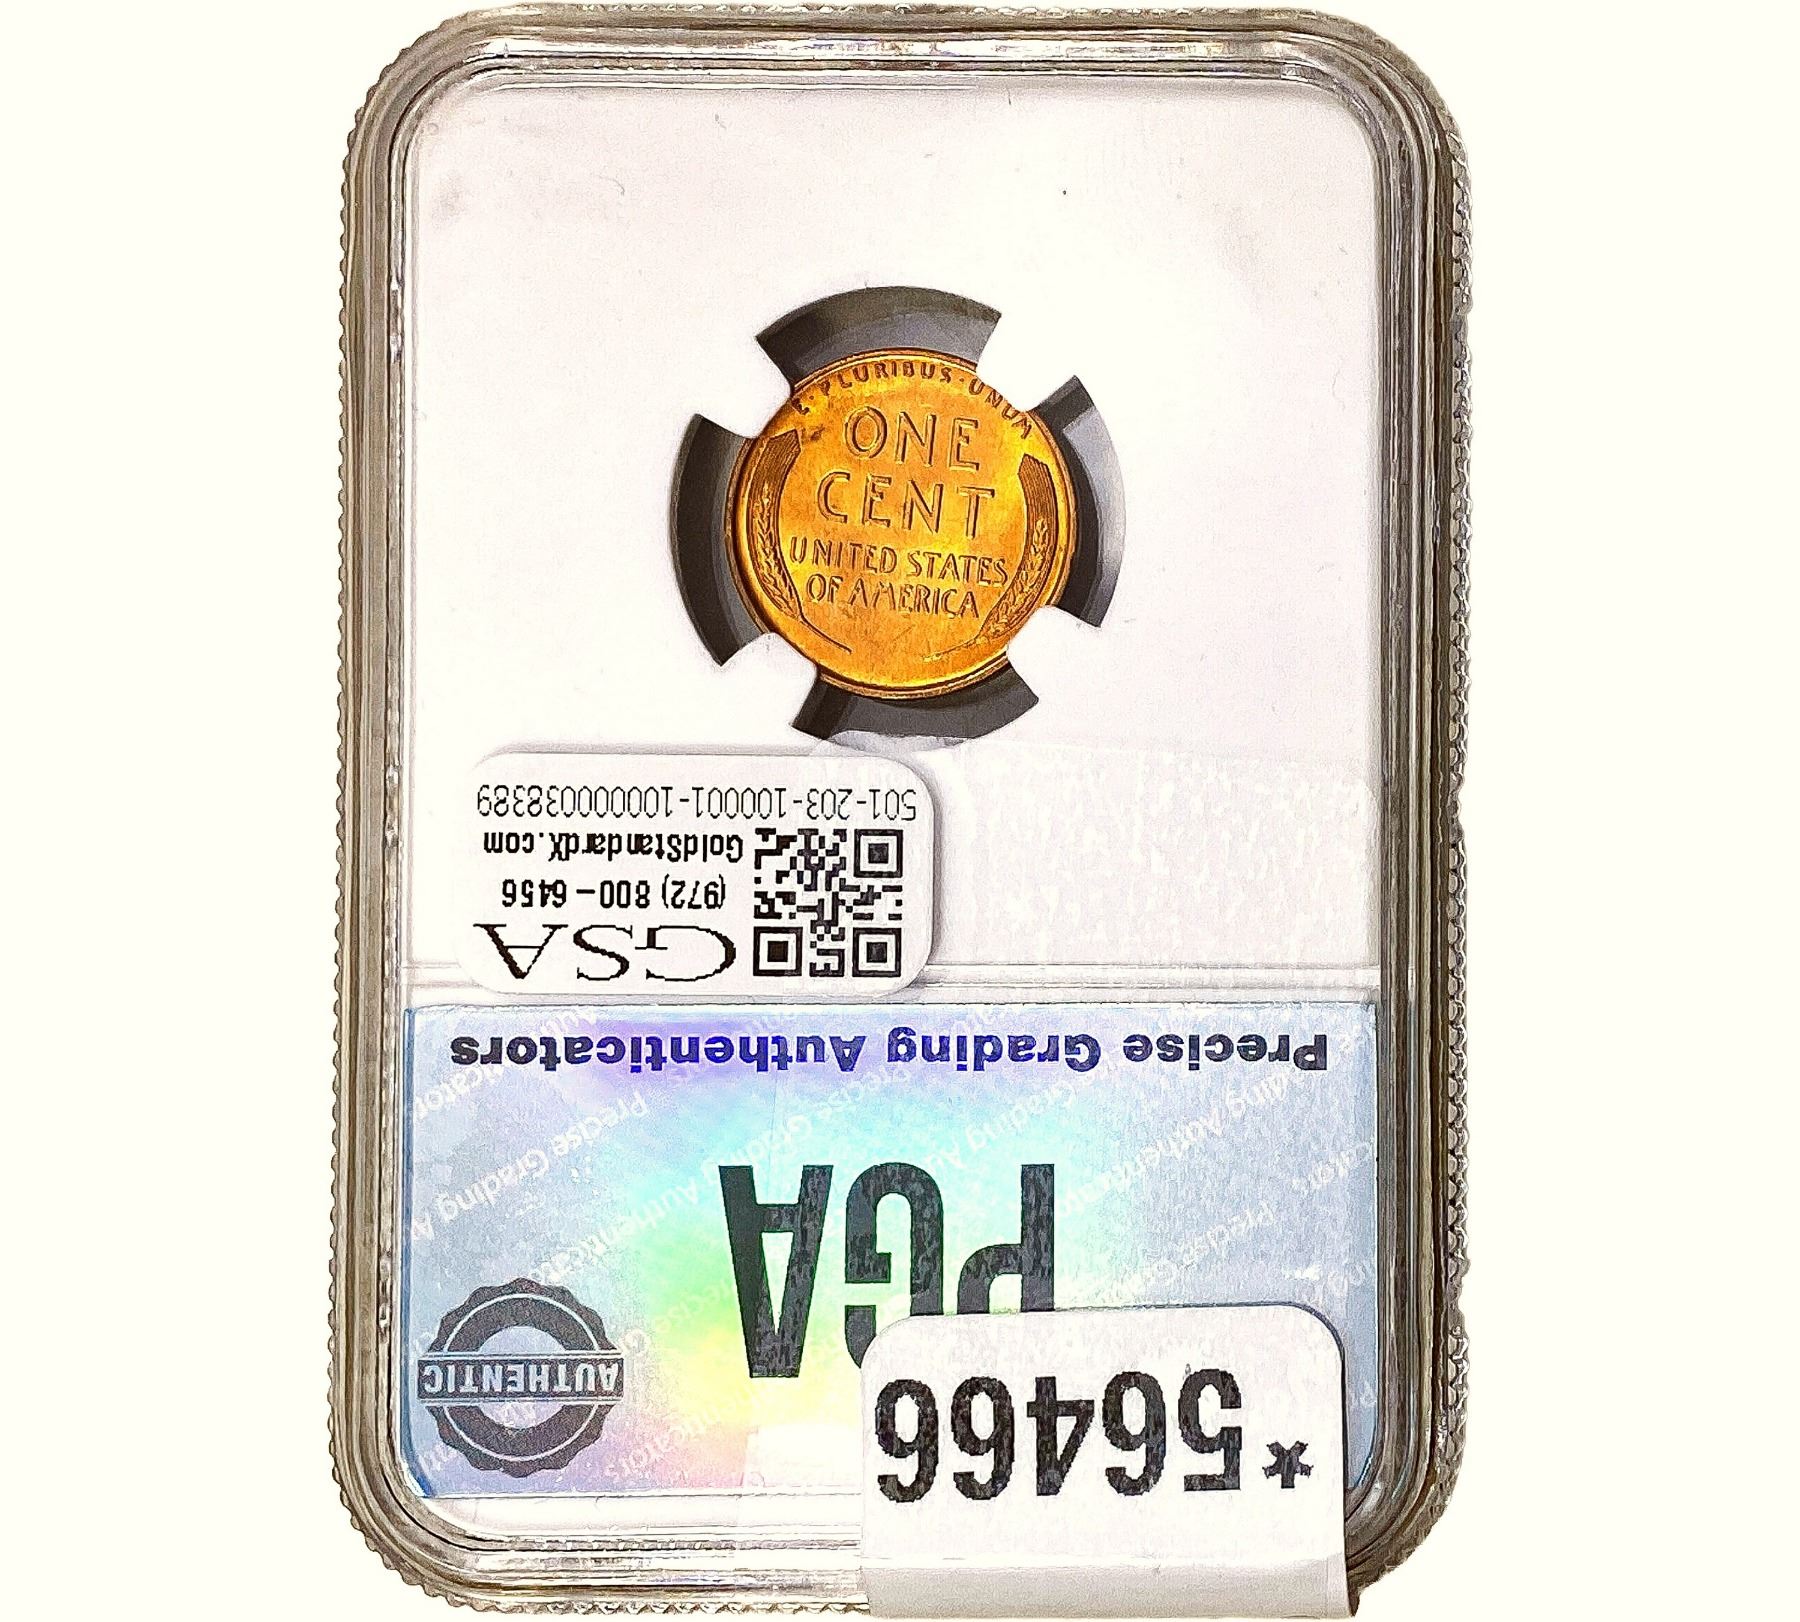 E·PLURIBUS·UNUM
ONE
CENT
UNITED STATES
OF AMERICA
*56466
PGA
AUTHENTIC
Precise Grading Authenticators
GSA
(972) 800-6456
GoldStandardX.com
501-203-100001-100000038389